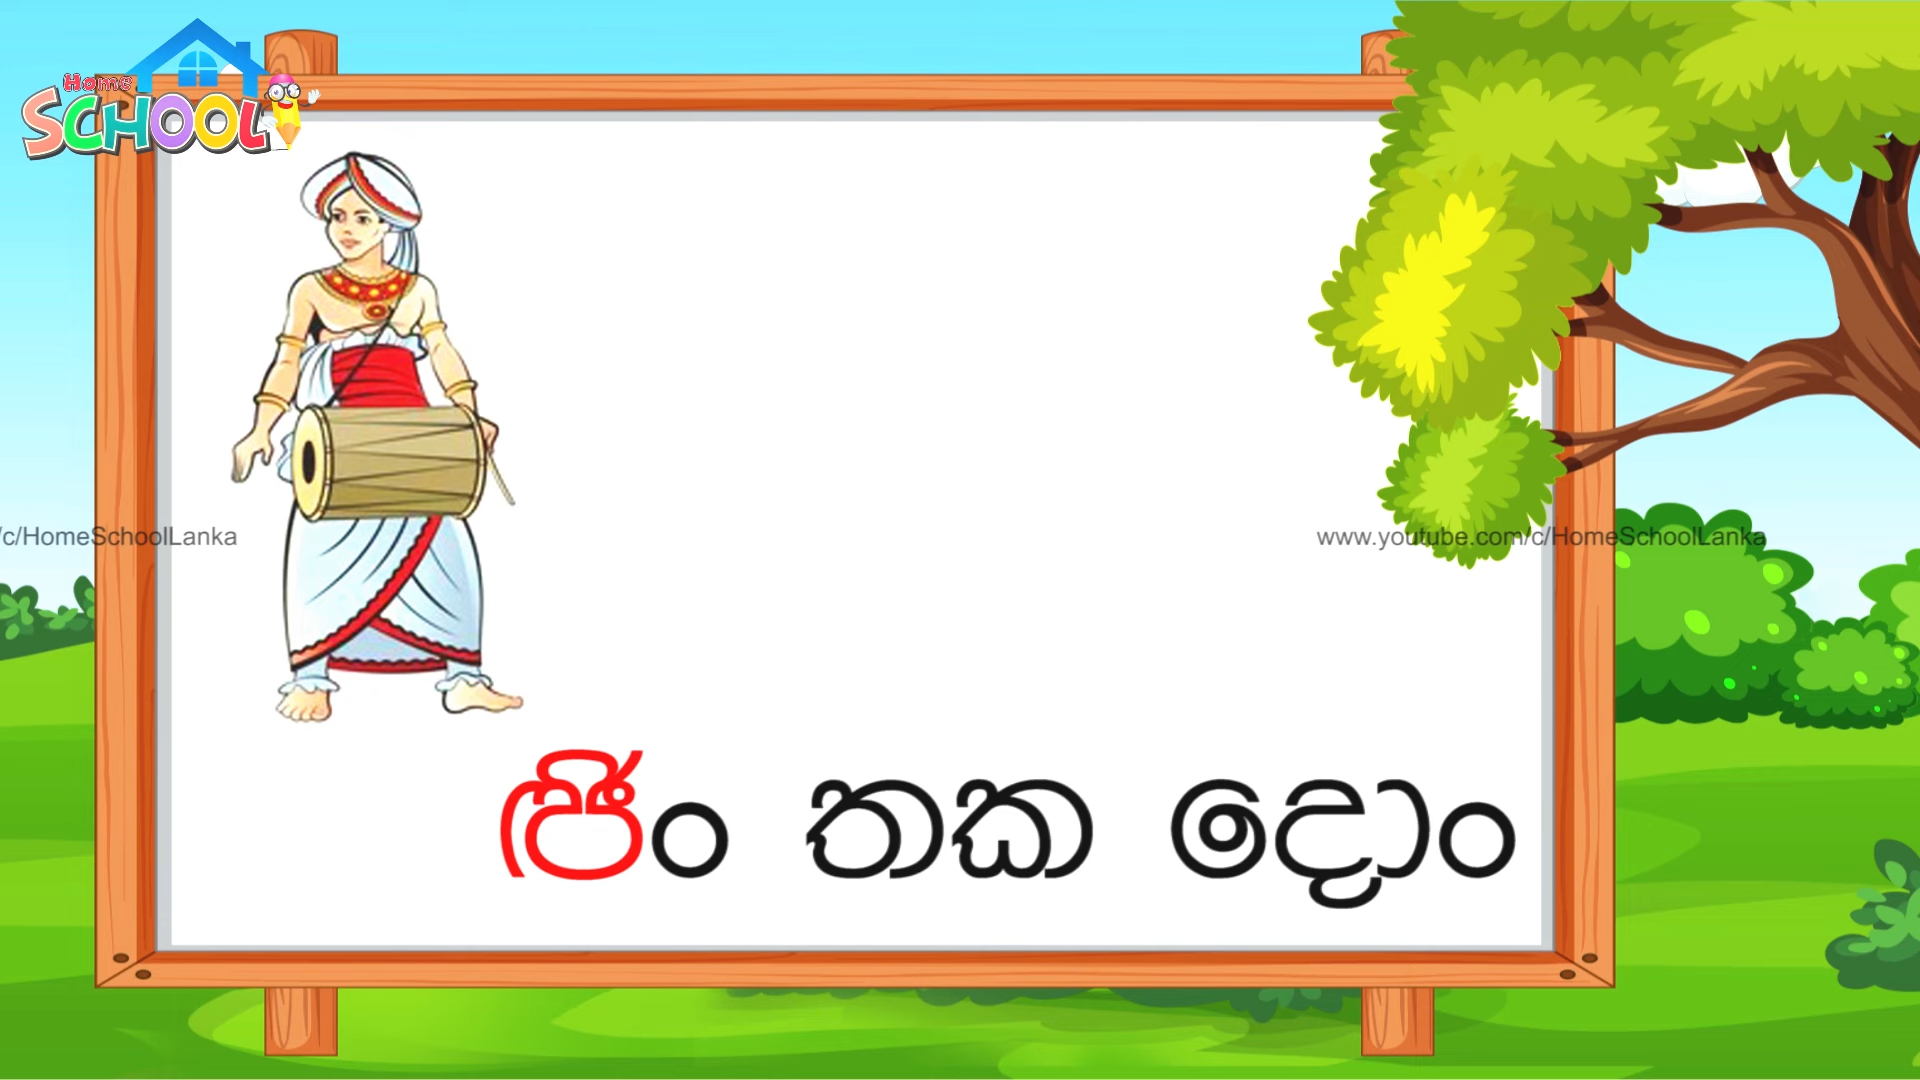 Home
SCHOOL
/c/HomeSchoolLanka
www.youtube.com/c/HomeSchoolLanka
ඦිං තක දොං